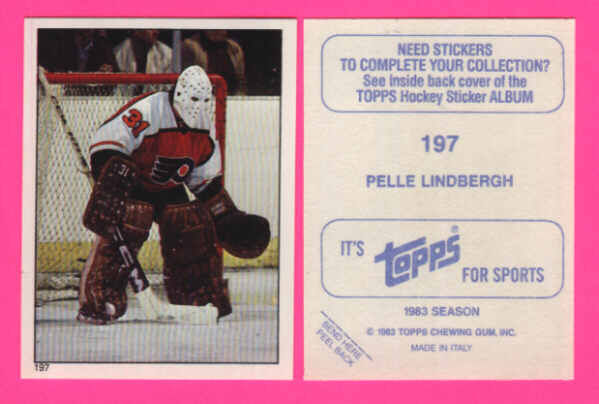 31
197
NEED STICKERS
TO COMPLETE YOUR COLLECTION?
See inside back cover of the
TOPPS Hockey Sticker ALBUM
197
PELLE LINDBERGH
IT'S topps® FOR SPORTS
1983 SEASON
© 1983 TOPPS CHEWING GUM, INC.
MADE IN ITALY
BEND HERE
PEEL BACK